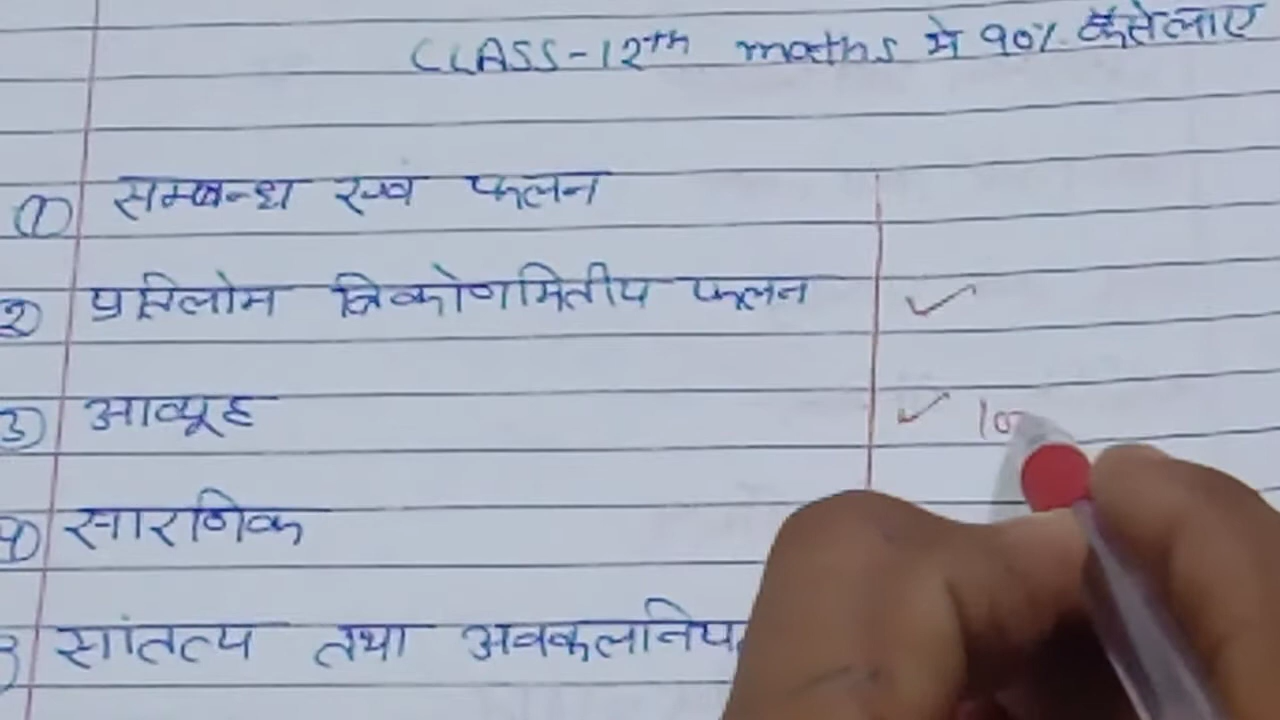 CLASS-12th maths में 90% कैसे लाए
① सम्बन्ध एवं फलन
② प्रतिलोम त्रिकोणमितीय फलन ✓
③ आव्यूह ✓ 10
④ सारणिक
सांतत्य तथा अवकलनिय